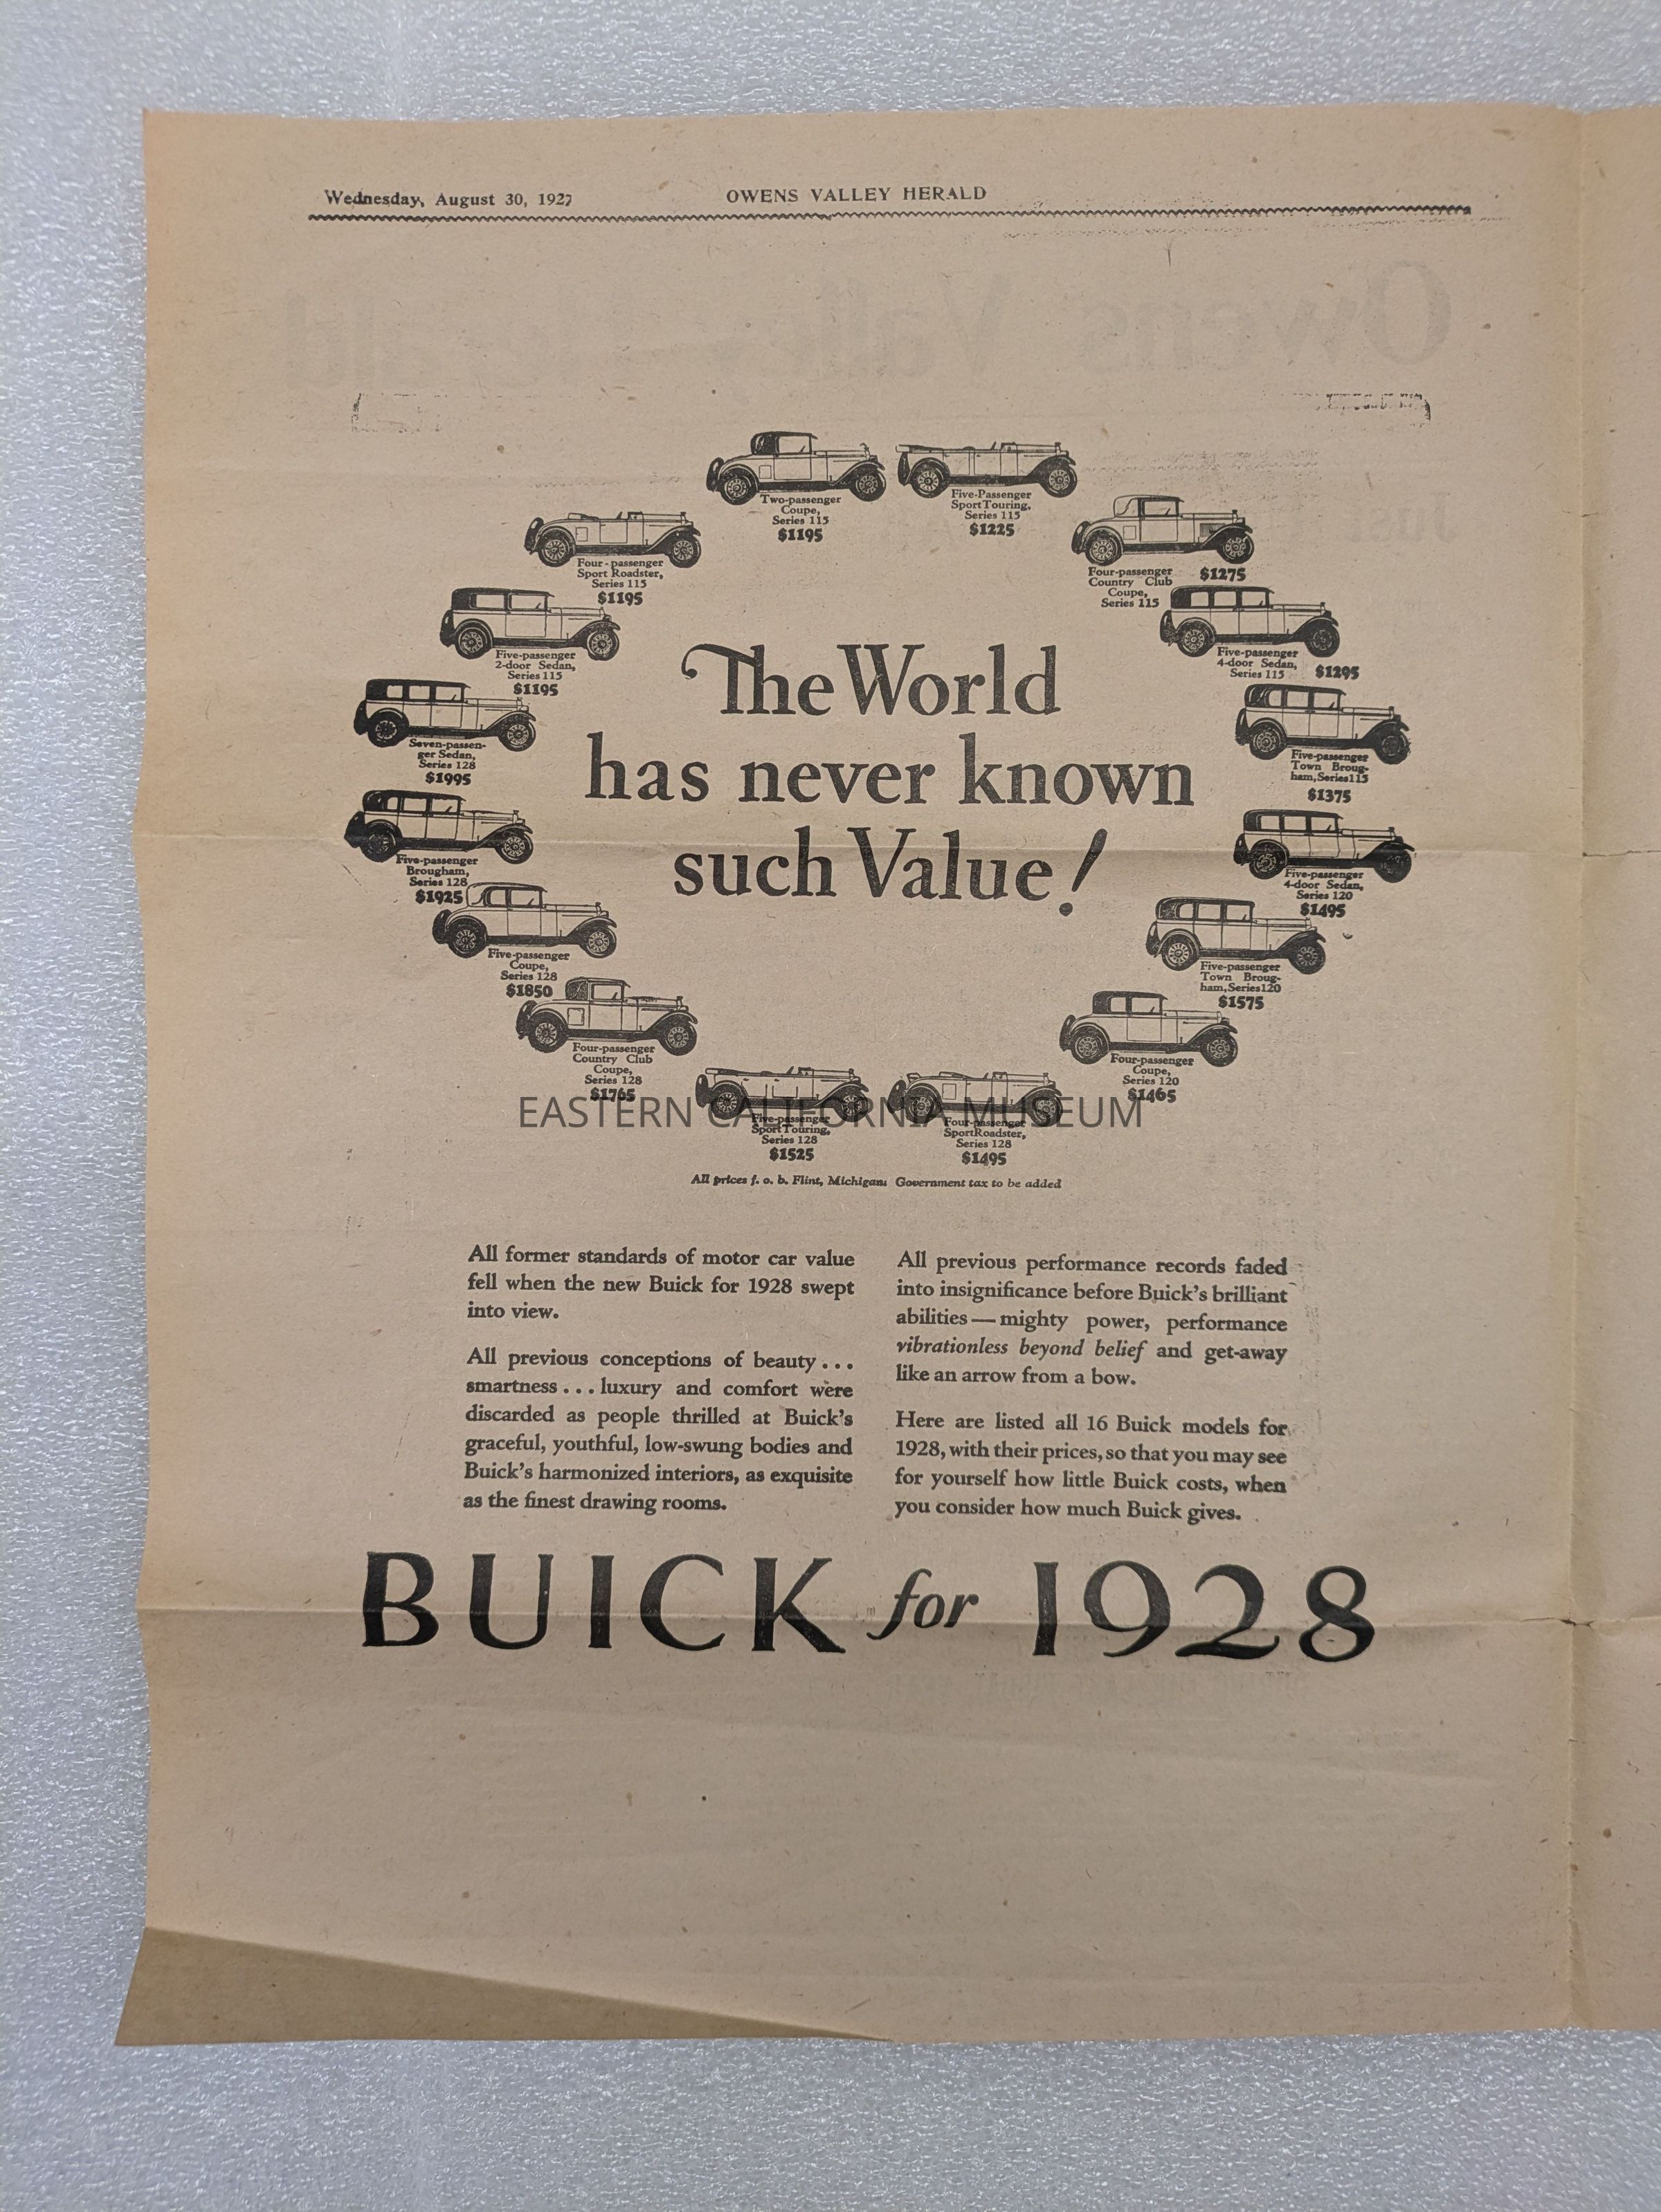 Wednesday, August 30, 1927
OWENS VALLEY HERALD
Two-passenger
Coupe,
Series 115
$1195
Five-Passenger
Sport Touring,
Series 115
$1225
Four-passenger
Country Club
Coupe,
Series 115
$1275
Five-passenger
4-door Sedan,
Series 115
$1295
Five-passenger
Town Broug-
ham, Series 115
$1375
Five-passenger
4-door Sedan,
Series 120
$1495
Five-passenger
Town Broug-
ham, Series 120
$1575
Four-passenger
Coupe,
Series 120
$1465
Four-passenger
Sport Roadster,
Series 128
$1495
Five-passenger
Sport Touring,
Series 128
$1525
Four-passenger
Country Club
Coupe,
Series 128
$1765
Five-passenger
Coupe,
Series 128
$1850
Five-passenger
Brougham,
Series 128
$1925
Seven-passen-
ger Sedan,
Series 128
$1995
Five-passenger
2-door Sedan,
Series 115
$1195
Four-passenger
Sport Roadster,
Series 115
$1195
The World
has never known
such Value!
EASTERN CALIFORNIA MUSEUM
All prices f. o. b. Flint, Michigan; Government tax to be added
All former standards of motor car value
fell when the new Buick for 1928 swept
into view.
All previous conceptions of beauty...
smartness...luxury and comfort were
discarded as people thrilled at Buick's
graceful, youthful, low-swung bodies and
Buick's harmonized interiors, as exquisite
as the finest drawing rooms.
All previous performance records faded
into insignificance before Buick's brilliant
abilities — mighty power, performance
vibrationless beyond belief and get-away
like an arrow from a bow.
Here are listed all 16 Buick models for
1928, with their prices, so that you may see
for yourself how little Buick costs, when
you consider how much Buick gives.
BUICK for 1928